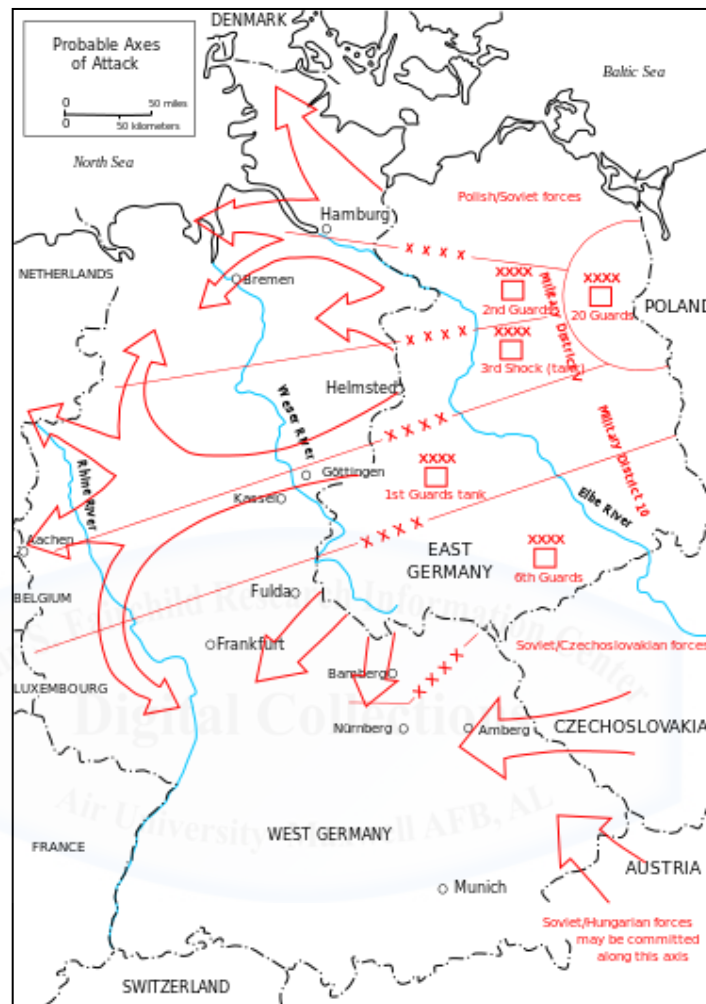 DENMARK
Probable Axes
of Attack
0 50 miles
0 50 kilometers
Baltic Sea
North Sea
Polish/Soviet forces
Hamburg
X X X X
NETHERLANDS
Bremen
XXXX
2nd Guards
XXXX
20 Guards
POLAND
Military District V
X X X X
XXXX
3rd Shock (tank)
Helmsted
Weser River
X X X X
Military District 10
Rhine River
Göttingen
XXXX
1st Guards tank
Kassel
Elbe River
X X X X
Aachen
EAST
GERMANY
XXXX
6th Guards
BELGIUM
Fulda
Fairchild Research Information Center
Frankfurt
Soviet/Czechoslovakian forces
Bamberg
X X X X
LUXEMBOURG
Digital Collections
Nürnberg
Amberg
CZECHOSLOVAKIA
Air University, Maxwell AFB, AL
WEST GERMANY
FRANCE
AUSTRIA
Munich
Soviet/Hungarian forces
may be committed
along this axis
SWITZERLAND